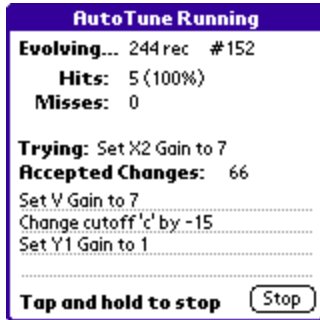 AutoTune Running
Evolving... 244 rec #152
Hits: 5 (100%)
Misses: 0
Trying: Set X2 Gain to 7
Accepted Changes: 66
Set V Gain to 7
Change cutoff 'c' by -15
Set Y1 Gain to 1
Tap and hold to stop Stop